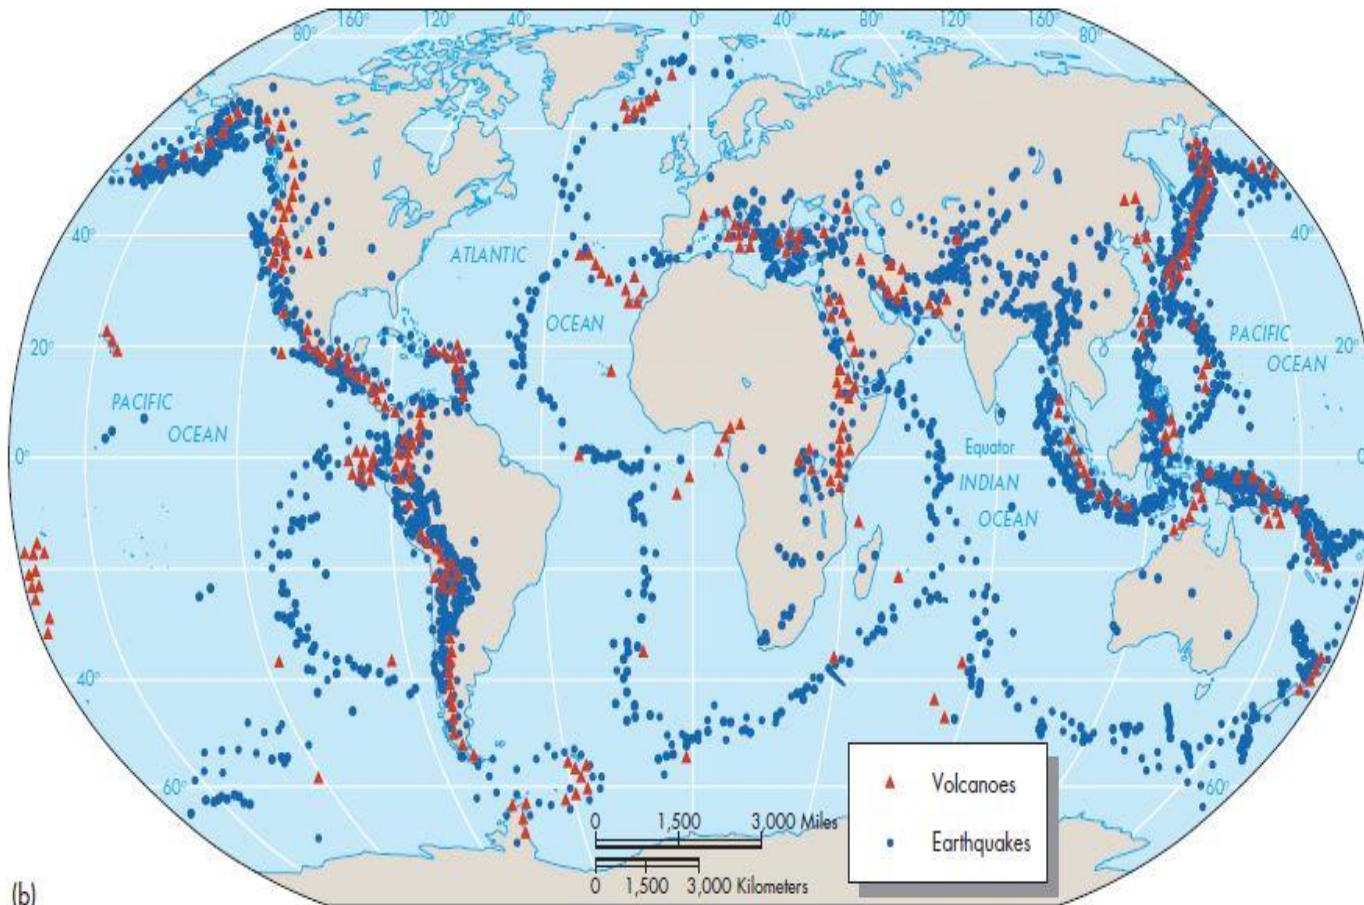 160° 120° 40° 0° 40° 120° 160°
80° 80°
40° 40°
ATLANTIC
OCEAN
PACIFIC
OCEAN
20° 20°
PACIFIC
OCEAN
0° Equator 0
INDIAN
OCEAN
40°
60° 60°
Volcanoes
Earthquakes
0 1,500 3,000 Miles
0 1,500 3,000 Kilometers
(b)